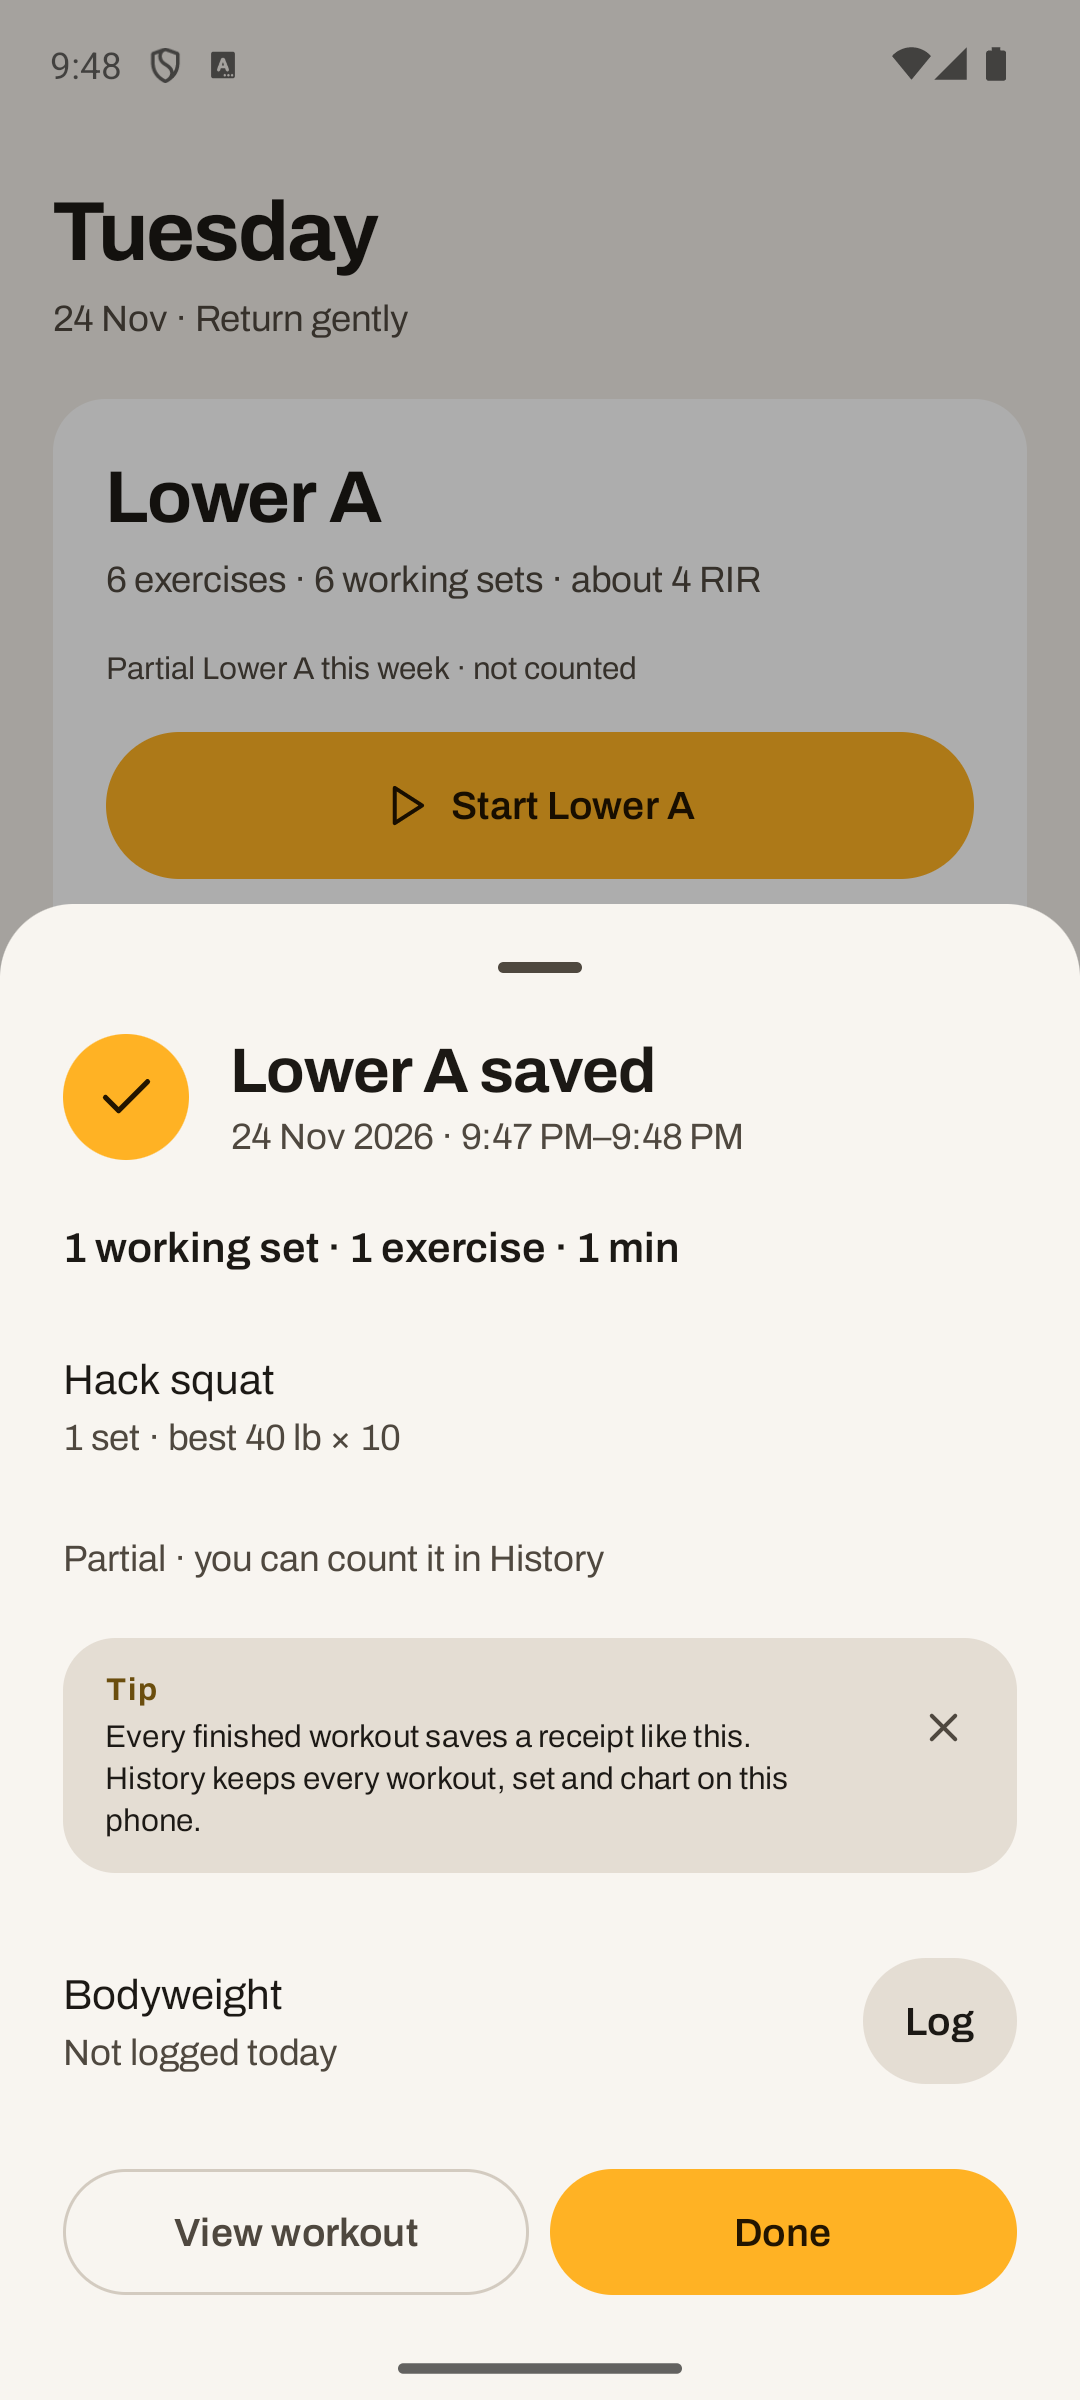 9:48
A
Tuesday
24 Nov · Return gently
Lower A
6 exercises · 6 working sets · about 4 RIR
Partial Lower A this week · not counted
Start Lower A
Lower A saved
24 Nov 2026 · 9:47 PM–9:48 PM
1 working set · 1 exercise · 1 min
Hack squat
1 set · best 40 lb × 10
Partial · you can count it in History
Tip
Every finished workout saves a receipt like this.
History keeps every workout, set and chart on this
phone.
Bodyweight
Not logged today
Log
View workout
Done